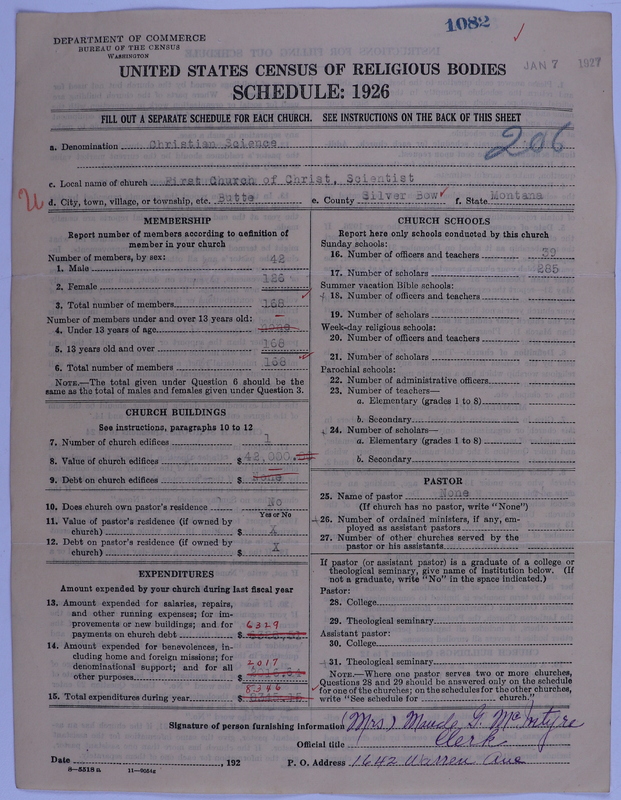 1082
DEPARTMENT OF COMMERCE
BUREAU OF THE CENSUS
WASHINGTON
JAN 7 1927
UNITED STATES CENSUS OF RELIGIOUS BODIES
SCHEDULE: 1926
FILL OUT A SEPARATE SCHEDULE FOR EACH CHURCH. SEE INSTRUCTIONS ON THE BACK OF THIS SHEET
206
a. Denomination Christian Science
c. Local name of church First Church of Christ, Scientist
d. City, town, village, or township, etc. Butte e. County Silver Bow f. State Montana
MEMBERSHIP
Report number of members according to definition of
member in your church
Number of members, by sex:
1. Male 42
2. Female 126
3. Total number of members 168
Number of members under and over 13 years old:
4. Under 13 years of age None
5. 13 years old and over 168
6. Total number of members 168
NOTE.—The total given under Question 6 should be the
same as the total of males and females given under Question 3.
CHURCH BUILDINGS
See instructions, paragraphs 10 to 12
7. Number of church edifices 1
8. Value of church edifices $ 42,000.
9. Debt on church edifices $ None
10. Does church own pastor's residence No
Yes or No
11. Value of pastor's residence (if owned by
church) $ X
12. Debt on pastor's residence (if owned by
church) $ X
EXPENDITURES
Amount expended by your church during last fiscal year
13. Amount expended for salaries, repairs,
and other running expenses; for im-
provements or new buildings; and for 6329
payments on church debt $
14. Amount expended for benevolences, in-
cluding home and foreign missions; for
denominational support; and for all 2017
other purposes $
8346
15. Total expenditures during year $
CHURCH SCHOOLS
Report here only schools conducted by this church
Sunday schools:
16. Number of officers and teachers 39
17. Number of scholars 285
Summer vacation Bible schools:
18. Number of officers and teachers
19. Number of scholars
Week-day religious schools:
20. Number of officers and teachers
21. Number of scholars
Parochial schools:
22. Number of administrative officers
23. Number of teachers—
a. Elementary (grades 1 to 8)
b. Secondary
24. Number of scholars—
a. Elementary (grades 1 to 8)
b. Secondary
PASTOR
25. Name of pastor None
(If church has no pastor, write "None")
26. Number of ordained ministers, if any, em-
ployed as assistant pastors
27. Number of other churches served by the
pastor or his assistants
If pastor (or assistant pastor) is a graduate of a college or
theological seminary, give name of institution below. (If
not a graduate, write "No" in the space indicated.)
Pastor:
28. College
29. Theological seminary
Assistant pastor:
30. College
31. Theological seminary
NOTE.—Where one pastor serves two or more churches,
Questions 28 and 29 should be answered only on the schedule
for one of the churches; on the schedules for the other churches,
write "See schedule for church."
Signature of person furnishing information (Mrs) Maude G. McIntyre
Official title Clerk
Date , 192 P. O. Address 1642 Warren Ave
8—5518a 11—9054z